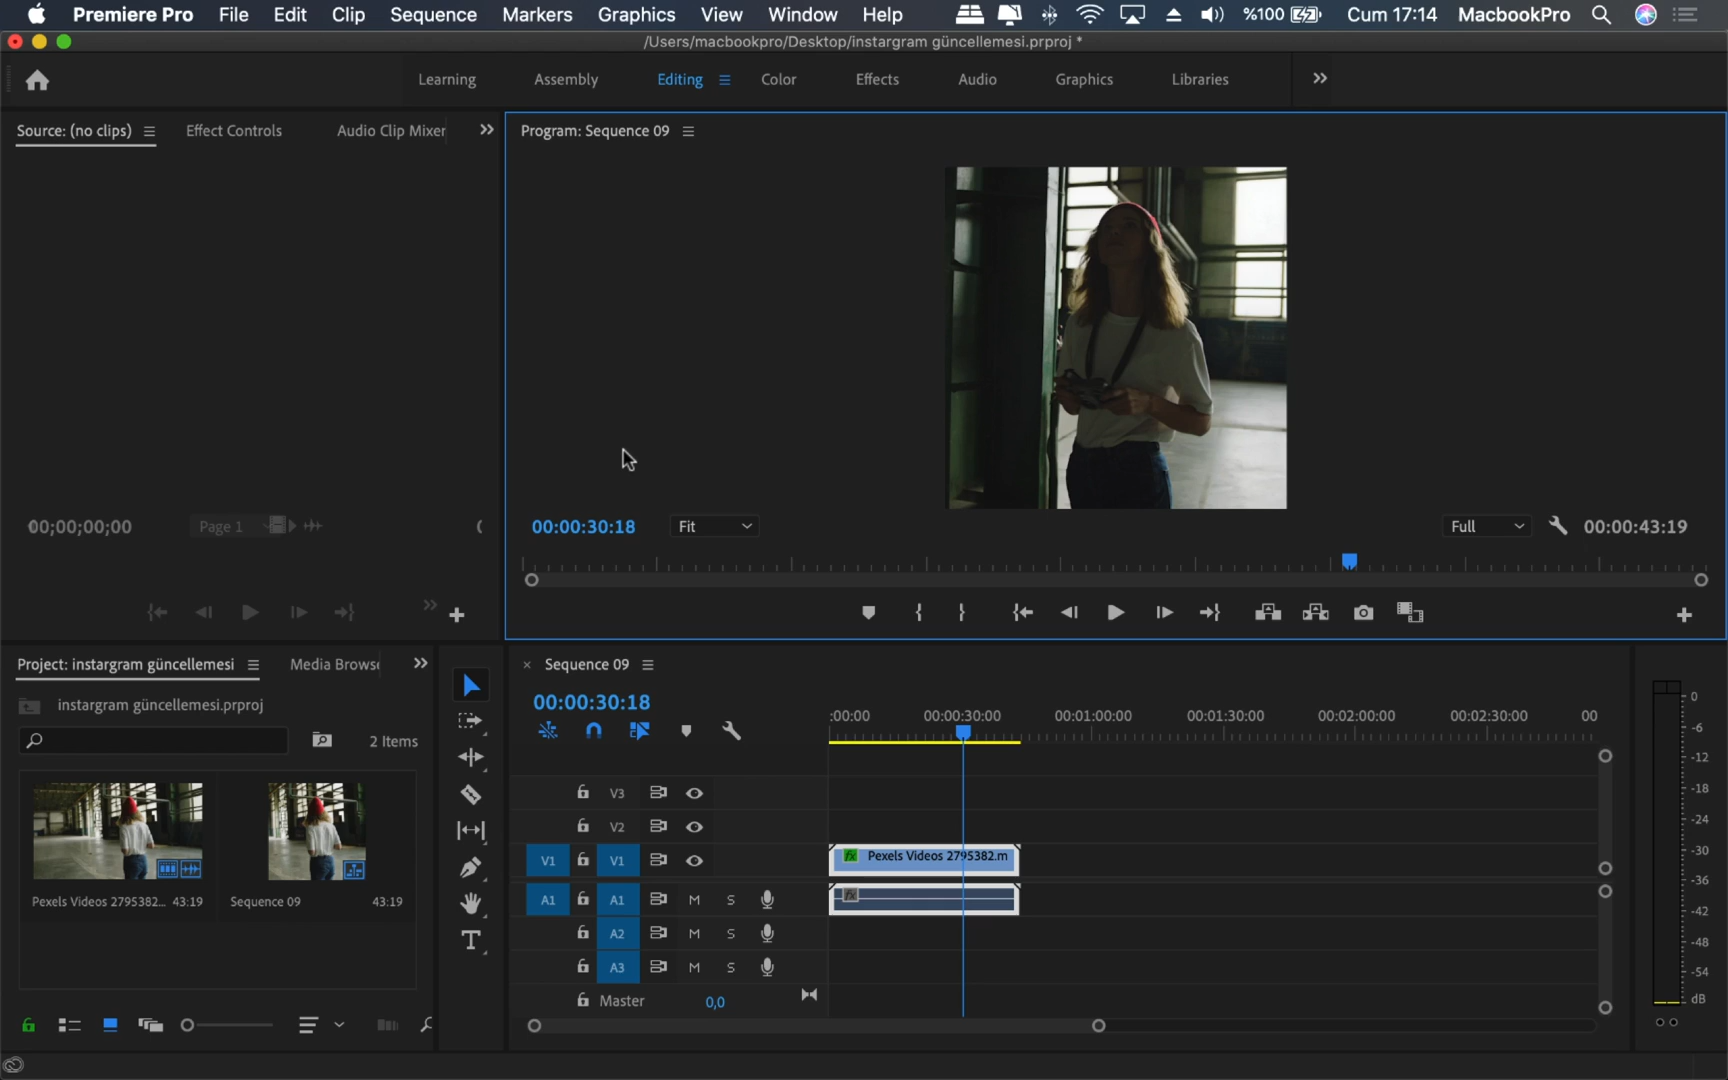 Premiere Pro File Edit Clip Sequence Markers Graphics View Window Help %100 Cum 17:14 MacbookPro
/Users/macbookpro/Desktop/instargram güncellemesi.prproj *
Learning Assembly Editing Color Effects Audio Graphics Libraries
Source: (no clips) Effect Controls Audio Clip Mixer
Program: Sequence 09
00;00;00;00 Page 1
00:00:30:18 Fit Full 00:00:43:19
Project: instargram güncellemesi Media Browse
instargram güncellemesi.prproj
2 Items
Pexels Videos 2795382... 43:19
Sequence 09 43:19
× Sequence 09
00:00:30:18
:00:00 00:00:30:00 00:01:00:00 00:01:30:00 00:02:00:00 00:02:30:00 00
V3
V2
V1 V1 fx Pexels Videos 2795382.m
A1 A1 M S fx
A2 M S
A3 M S
Master 0,0
0
-6
-12
-18
-24
-30
-36
-42
-48
-54
dB